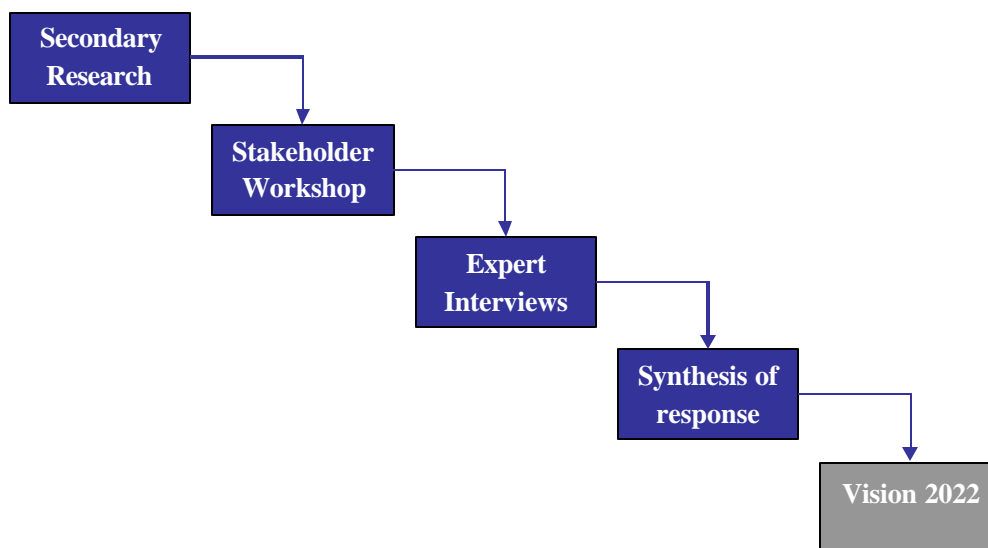 Secondary
Research
Stakeholder
Workshop
Expert
Interviews
Synthesis of
response
Vision 2022